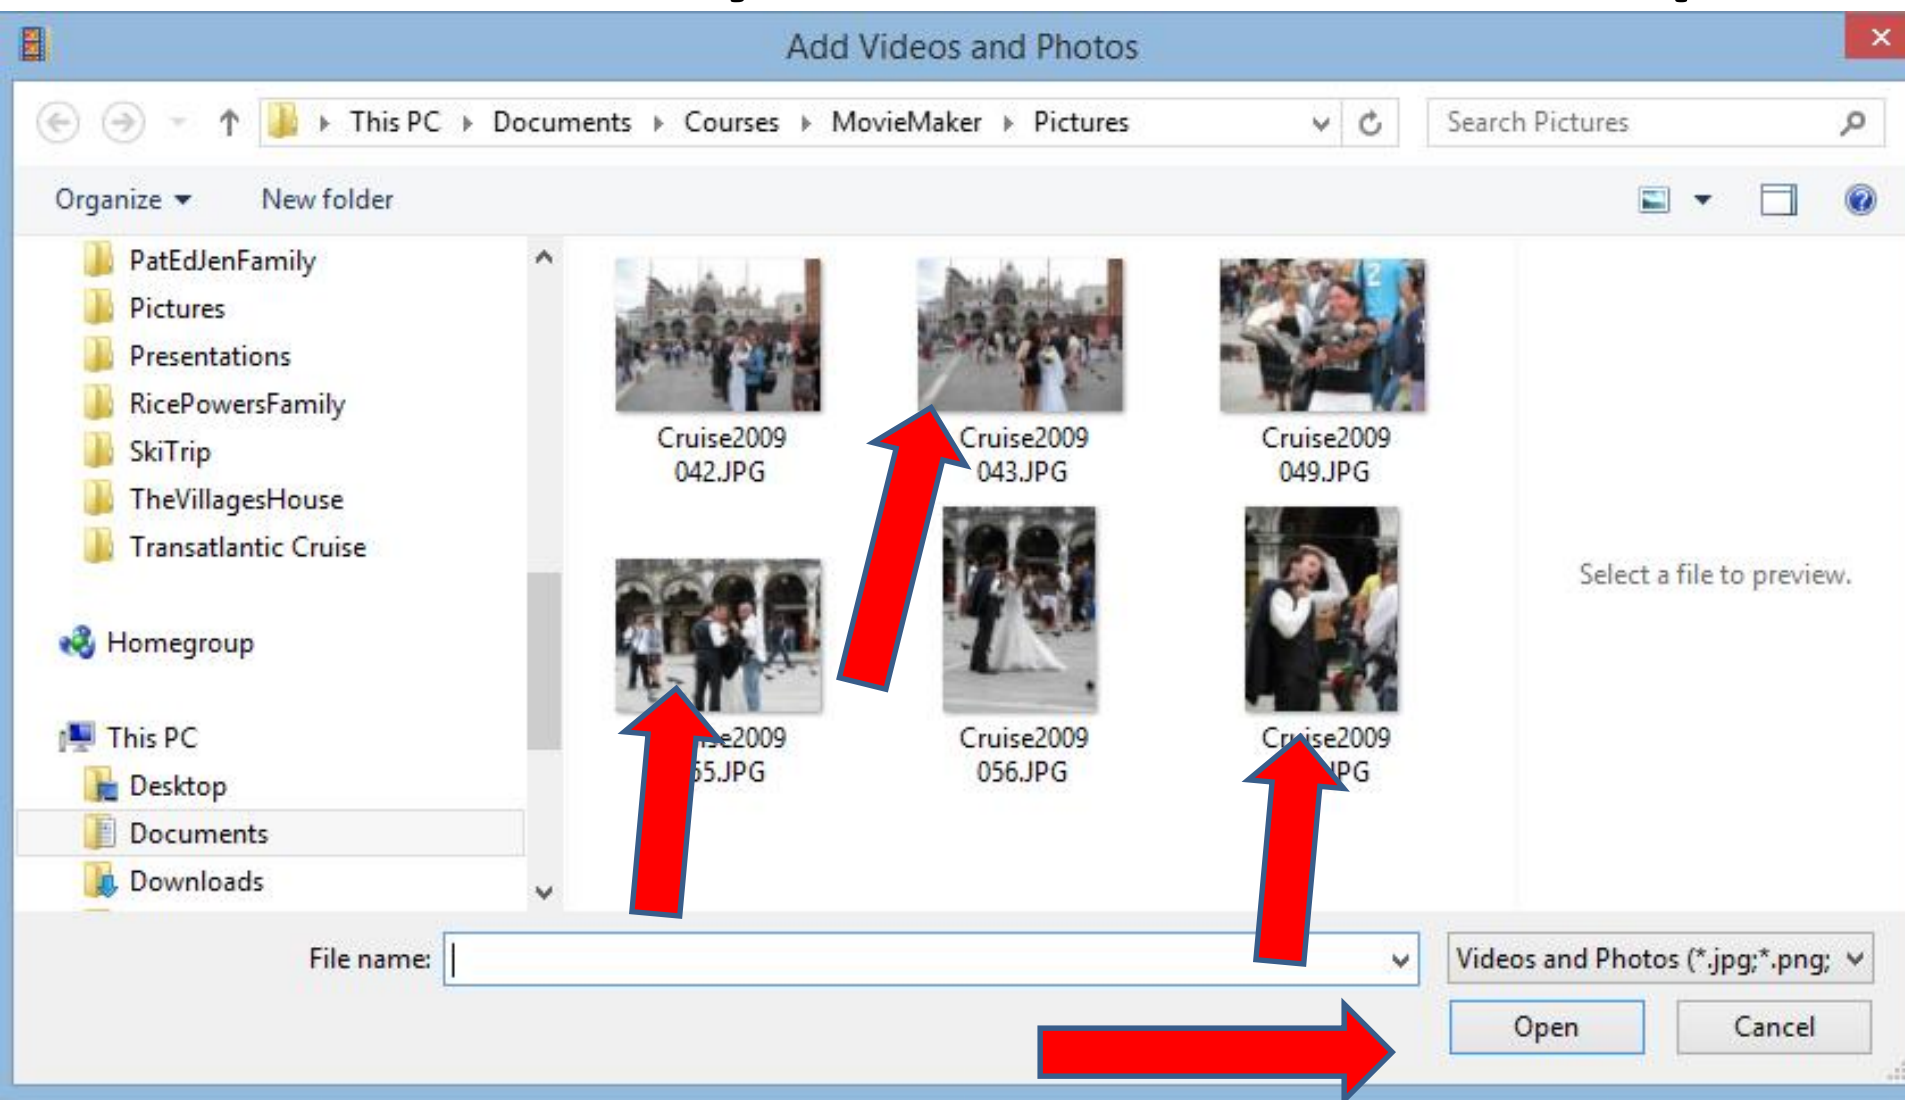 Add Videos and Photos
This PC Documents Courses MovieMaker Pictures
Search Pictures
Organize
New folder
PatEdJenFamily
Pictures
Presentations
RicePowersFamily
SkiTrip
TheVillagesHouse
Transatlantic Cruise
Homegroup
This PC
Desktop
Documents
Downloads
Cruise2009
042.JPG
Cruise2009
043.JPG
Cruise2009
049.JPG
Cruise2009
056.JPG
Cruise2009
Select a file to preview.
File name:
Videos and Photos (*.jpg;*.png;
Open
Cancel